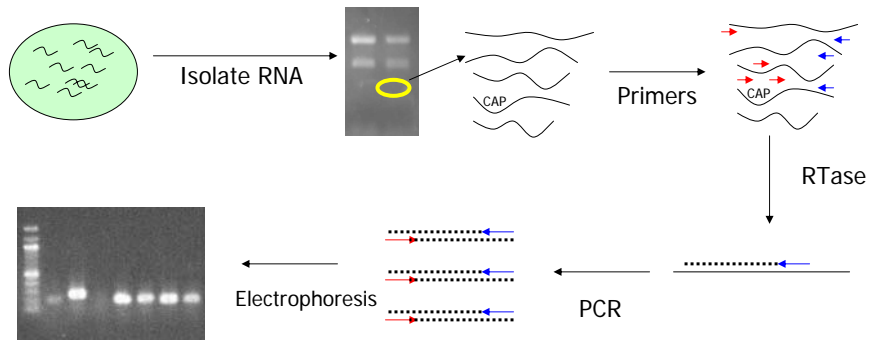 Isolate RNA
CAP
Primers
CAP
RTase
PCR
Electrophoresis